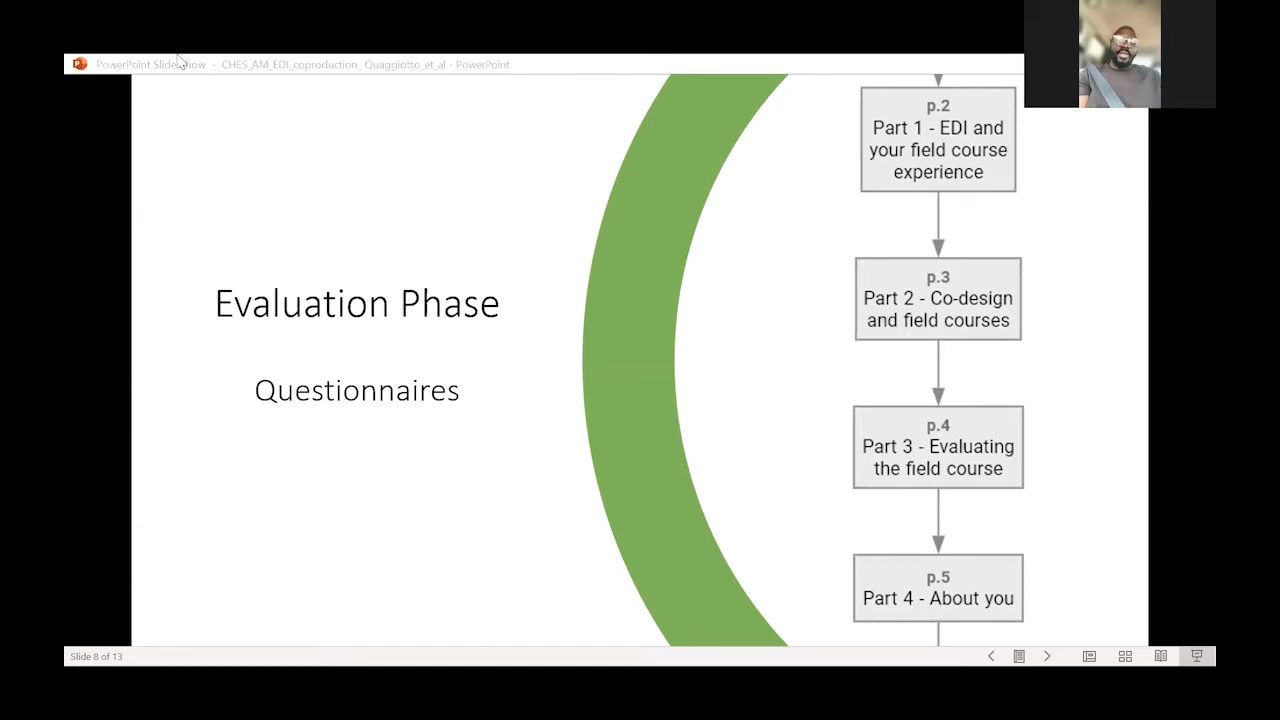 PowerPoint Slide Show - CHES_AM_EDI_coproduction_ Quaggiotto_et_al - PowerPoint
Evaluation Phase
Questionnaires
p.2
Part 1 - EDI and
your field course
experience
p.3
Part 2 - Co-design
and field courses
p.4
Part 3 - Evaluating
the field course
p.5
Part 4 - About you
Slide 8 of 13